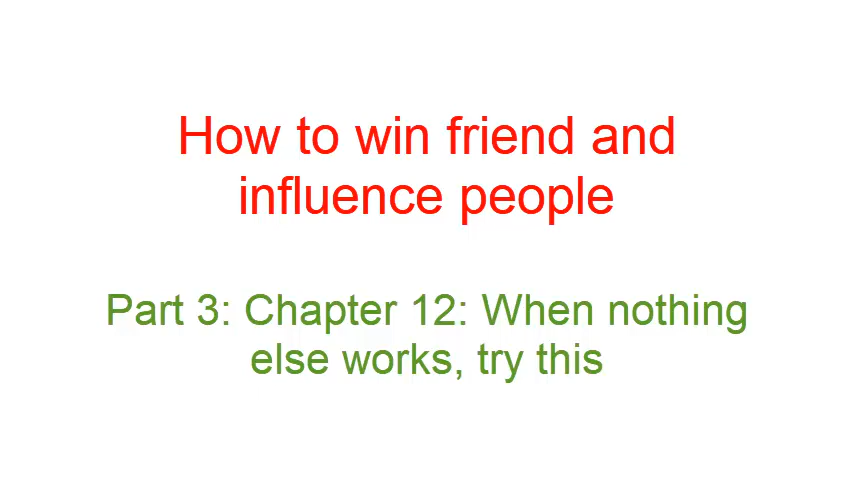 How to win friend and
influence people
Part 3: Chapter 12: When nothing
else works, try this